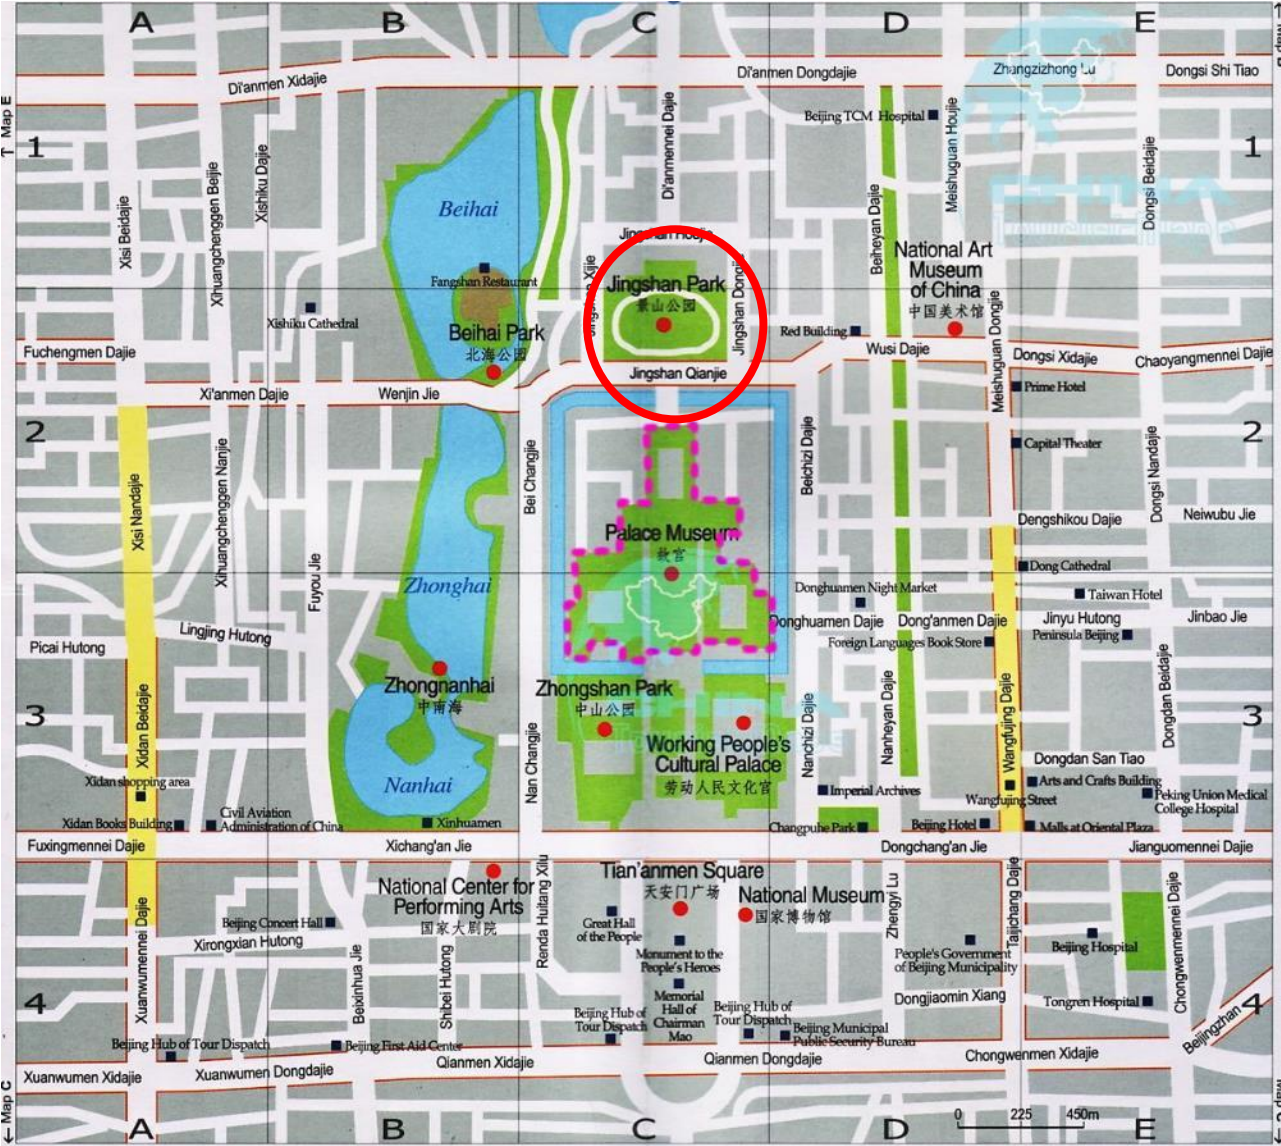 A
B
C
D
E
Di'anmen Xidajie
Di'anmen Dongdajie
Zhangzizhong Lu
Dongsi Shi Tiao
↑ Map E
1
1
Beijing TCM Hospital
Xisi Beidajie
Xihuangchenggen Beijie
Xishiku Dajie
Di'anmennei Dajie
Beiheyan Dajie
Meishuguan Houjie
Dongsi Beidajie
Beihai
Jingshan Houjie
Fangshan Restaurant
Jingshan Xijie
Jingshan Park
景山公园
Jingshan Dongjie
National Art
Museum
of China
中国美术馆
Xishiku Cathedral
Beihai Park
北海公园
Red Building
Meishuguan Dongjie
Fuchengmen Dajie
Wusi Dajie
Dongsi Xidajie
Chaoyangmennei Dajie
Jingshan Qianjie
Xi'anmen Dajie
Wenjin Jie
Prime Hotel
2
2
Capital Theater
Xisi Nandajie
Xihuangchenggen Nanjie
Bei Changjie
Beichizi Dajie
Dongsi Nandajie
Dengshikou Dajie
Neiwubu Jie
Palace Museum
故宫
Fuyou Jie
Zhonghai
Dong Cathedral
Donghuamen Night Market
Taiwan Hotel
Donghuamen Dajie
Dong'anmen Dajie
Jinyu Hutong
Jinbao Jie
Lingjing Hutong
Foreign Languages Book Store
Peninsula Beijing
Picai Hutong
Zhongnanhai
中南海
Zhongshan Park
中山公园
3
3
Xidan Beidajie
Nan Changjie
Nanchizi Dajie
Nanheyan Dajie
Wangfujing Dajie
Dongdan Beidajie
Working People's
Cultural Palace
劳动人民文化宫
CHINA
Dongdan San Tiao
Xidan shopping area
Nanhai
Imperial Archives
Wangfujing Street
Arts and Crafts Building
Peking Union Medical
College Hospital
Xidan Books Building
Civil Aviation
Administration of China
Xinhuamen
Changpuhe Park
Beijing Hotel
Malls at Oriental Plaza
Fuxingmennei Dajie
Xichang'an Jie
Dongchang'an Jie
Jianguomennei Dajie
National Center for
Performing Arts
国家大剧院
Tian'anmen Square
天安门广场
National Museum
国家博物馆
Xuanwumennei Dajie
Renda Huitang Xilu
Zhengyi Lu
Taijichang Dajie
Chongwenmennei Dajie
Beijing Concert Hall
Great Hall
of the People
Xirongxian Hutong
Monument to the
People's Heroes
People's Government
of Beijing Municipality
Beijing Hospital
Beixinhua Jie
Shibei Hutong
4
4
Memorial
Hall of
Chairman
Mao
Dongjiaomin Xiang
Tongren Hospital
Beijing Hub of
Tour Dispatch
Beijing Hub of
Tour Dispatch
Beijing Municipal
Public Security Bureau
Beijing Hub of Tour Dispatch
Beijing First Aid Center
Beijingzhan
Xuanwumen Xidajie
Xuanwumen Dongdajie
Qianmen Xidajie
Qianmen Dongdajie
Chongwenmen Xidajie
← Map C
0 225 450m
A
B
C
D
E